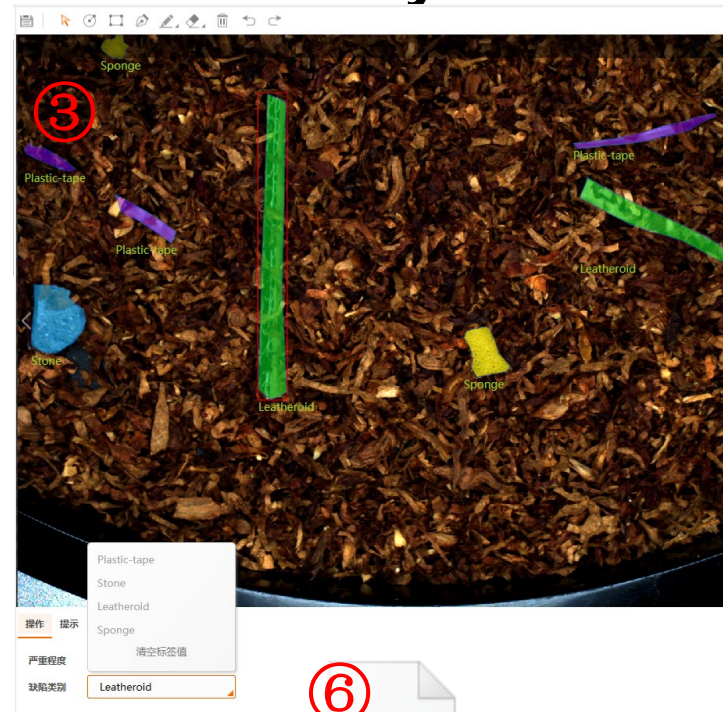 Sponge
③
Plastic-tape
Plastic-tape
Plastic-tape
Leatheroid
Stone
Sponge
Leatheroid
Plastic-tape
Stone
Leatheroid
Sponge
清空标签值
操作 提示
严重程度
缺陷类别 Leatheroid
⑥